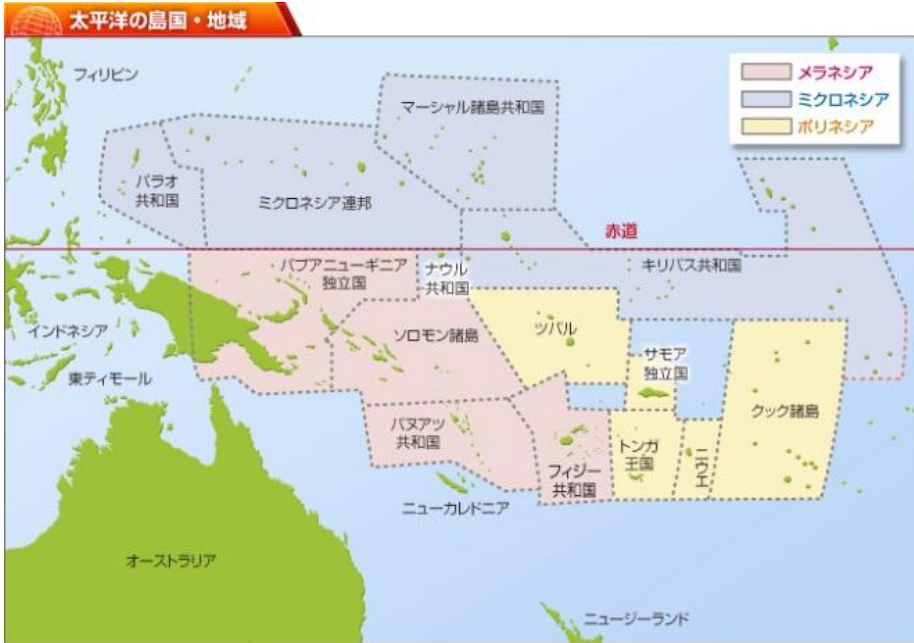 太平洋の島国・地域
フィリピン
メラネシア
ミクロネシア
ポリネシア
マーシャル諸島共和国
パラオ
共和国
ミクロネシア連邦
赤道
パプアニューギニア
独立国
ナウル
共和国
キリバス共和国
インドネシア
ソロモン諸島
ツバル
サモア
独立国
東ティモール
クック諸島
バヌアツ
共和国
フィジー
共和国
トンガ
王国
ニウエ
ニューカレドニア
オーストラリア
ニュージーランド